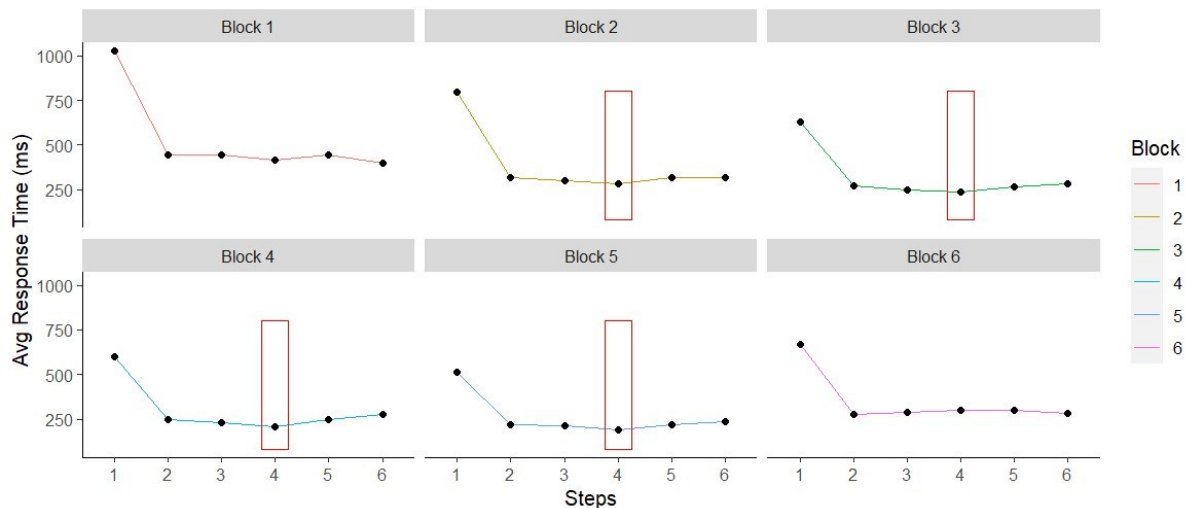 Block 1
Block 2
Block 3
1000
750
500
250
Block 4
Block 5
Block 6
1000
750
500
250
1 2 3 4 5 6
1 2 3 4 5 6
1 2 3 4 5 6
Steps
Avg Response Time (ms)
Block
1
2
3
4
5
6